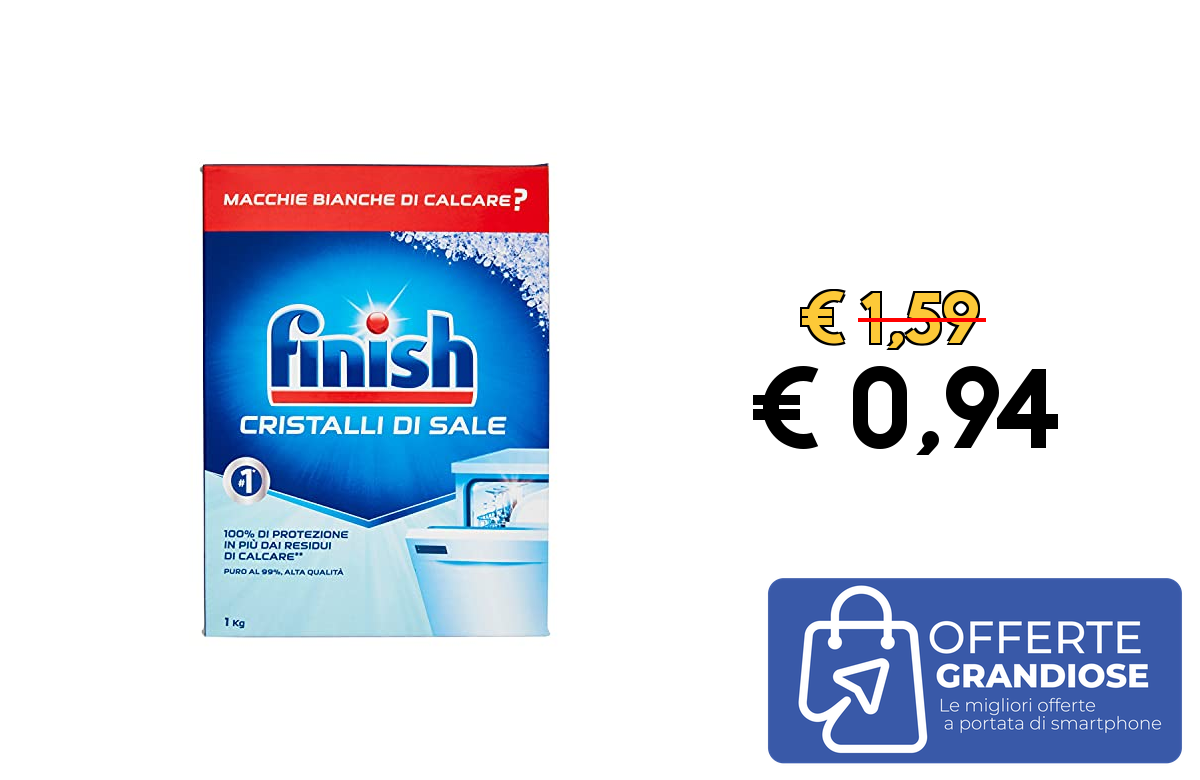 MACCHIE BIANCHE DI CALCARE?
finish
CRISTALLI DI SALE
#1*
100% DI PROTEZIONE
IN PIÙ DAI RESIDUI
DI CALCARE**
PURO AL 99%, ALTA QUALITÀ
1 Kg
€ 1,59
€ 0,94
OFFERTE
GRANDIOSE
Le migliori offerte
a portata di smartphone